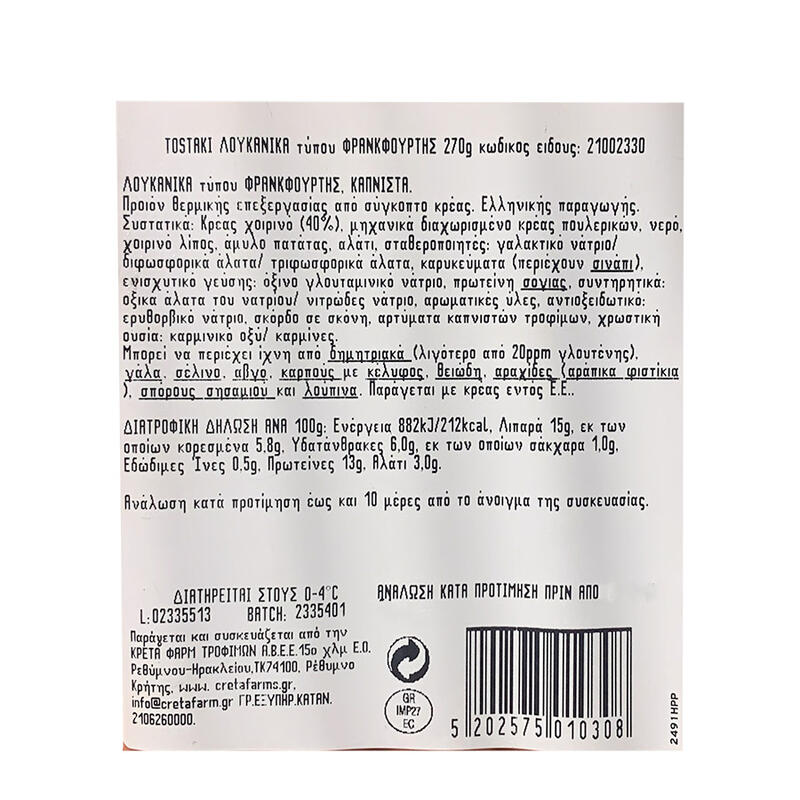 TOSTAKI ΛΟΥΚΑΝΙΚΑ τύπου ΦΡΑΝΚΦΟΥΡΤΗΣ 270g κωδικος ειδους: 21002330
ΛΟΥΚΑΝΙΚΑ τύπου ΦΡΑΝΚΦΟΥΡΤΗΣ, ΚΑΠΝΙΣΤΑ.
Προϊόν θερμικής επεξεργασίας από σύγκοπτο κρέας. Ελληνικής παραγωγής.
Συστατικά: Κρέας χοιρινό (40%), μηχανικά διαχωρισμένο κρέας πουλερικών, νερό,
χοιρινό λίπος, άμυλο πατάτας, αλάτι, σταθεροποιητές: γαλακτικό νάτριο/
διφωσφορικά άλατα/ τριφωσφορικά άλατα, καρυκεύματα (περιέχουν σινάπι),
ενισχυτικό γεύσης: όξινο γλουταμινικό νάτριο, πρωτείνη σόγιας, συντηρητικά:
οξικά άλατα του νατρίου/ νιτρώδες νάτριο, αρωματικές ύλες, αντιοξειδωτικό:
ερυθορβικό νάτριο, σκόρδο σε σκόνη, αρτύματα καπνιστών τροφίμων, χρωστική
ουσία: καρμινικό οξύ/ καρμίνες.
Μπορεί να περιέχει ίχνη από δημητριακά (λιγότερο από 20ppm γλουτένης),
γάλα, σέλινο, αβγό, καρπούς με κέλυφος, θειώδη, αραχίδες (αράπικα φιστίκια
), σπόρους σησαμιού και λούπινα. Παράγεται με κρέας εντός Ε.Ε..
ΔΙΑΤΡΟΦΙΚΗ ΔΗΛΩΣΗ ΑΝΑ 100g: Ενέργεια 882kJ/212kcal, Λιπαρά 15g, εκ των
οποίων κορεσμένα 5,8g, Υδατάνθρακες 6,0g, εκ των οποίων σάκχαρα 1,0g,
Εδώδιμες Ίνες 0,5g, Πρωτείνες 13g, Αλάτι 3,0g.
Ανάλωση κατά προτίμηση έως και 10 μέρες από το άνοιγμα της συσκευασίας.
ΔΙΑΤΗΡΕΙΤΑΙ ΣΤΟΥΣ 0-4°C
ΑΝΑΛΩΣΗ ΚΑΤΑ ΠΡΟΤΙΜΗΣΗ ΠΡΙΝ ΑΠΟ
L:02335513 BATCH: 2335401
Παράγεται και συσκευάζεται από την
ΚΡΕΤΑ ΦΑΡΜ ΤΡΟΦΙΜΩΝ Α.Β.Ε.Ε.15ο χλμ Ε.Ο.
Ρεθύμνου-Ηρακλείου,ΤΚ74100, Ρέθυμνο
Κρήτης, www. cretafarms.gr,
info@cretafarm.gr ΓΡ.ΕΞΥΠΗΡ.ΚΑΤΑΝ.
2106260000.
GR
IMP27
EC
5 202575 010308
2491HPP